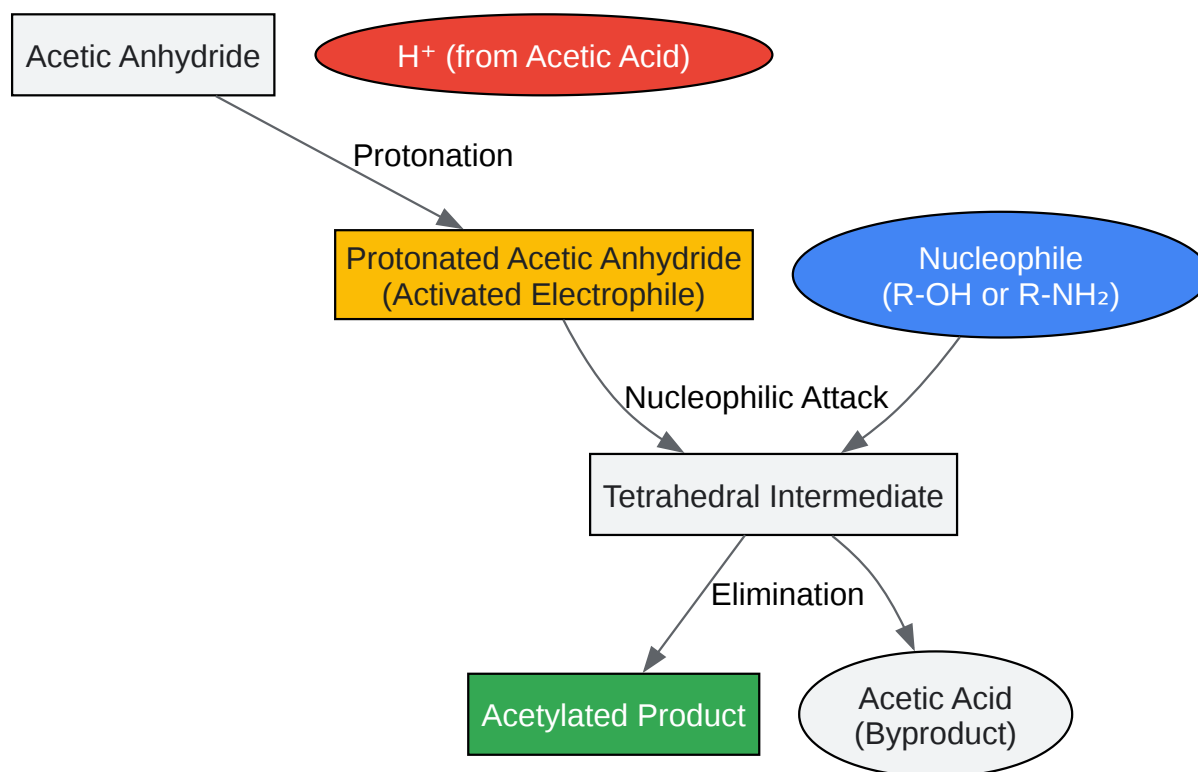 Acetic Anhydride
H⁺ (from Acetic Acid)
Protonation
Protonated Acetic Anhydride
(Activated Electrophile)
Nucleophile
(R-OH or R-NH₂)
Nucleophilic Attack
Tetrahedral Intermediate
Elimination
Acetylated Product
Acetic Acid
(Byproduct)